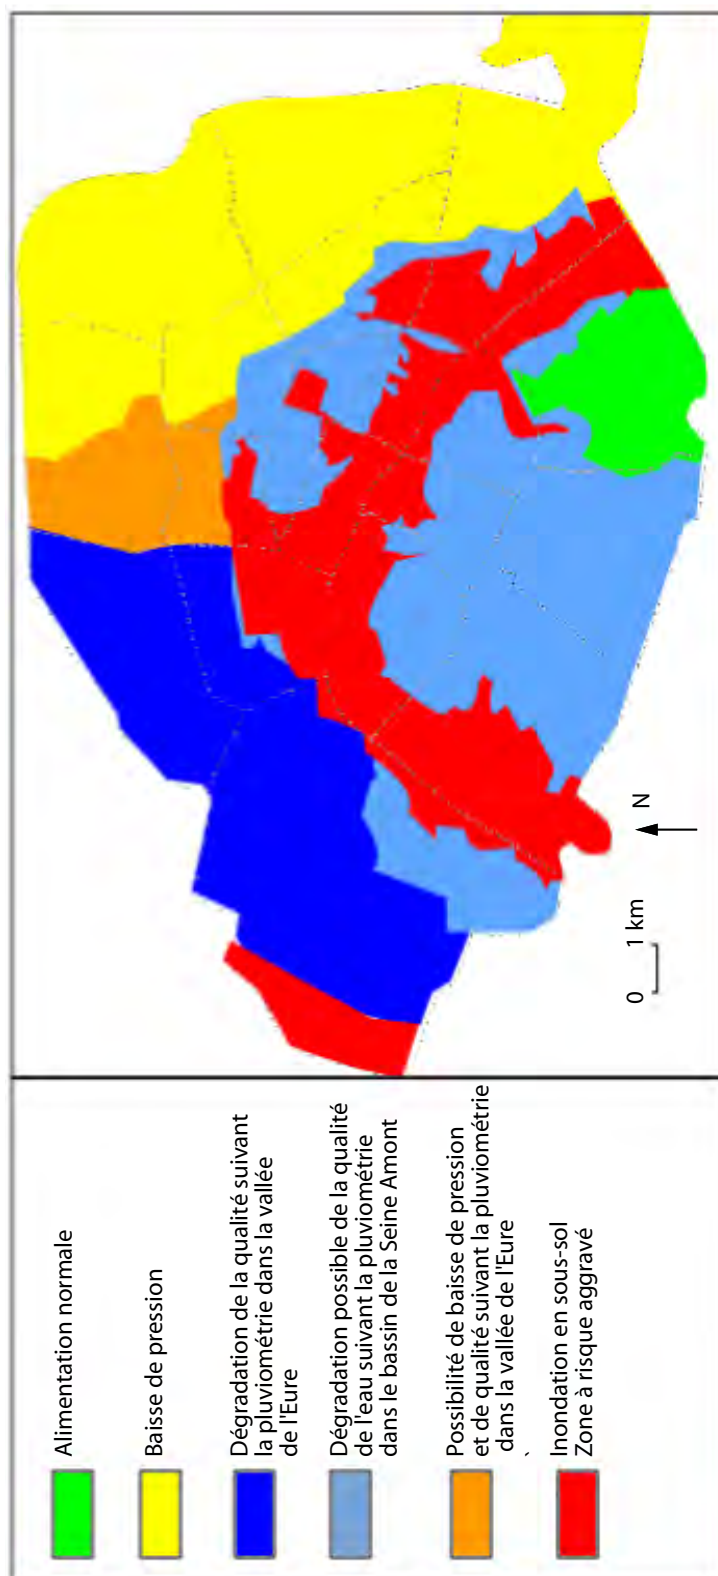 Alimentation normale
Baisse de pression
Dégradation de la qualité suivant
la pluviométrie dans la vallée
de l'Eure
Dégradation possible de la qualité
de l'eau suivant la pluviométrie
dans le bassin de la Seine Amont
Possibilité de baisse de pression
et de qualité suivant la pluviométrie
dans la vallée de l'Eure
Inondation en sous-sol
Zone à risque aggravé
0 1 km
N